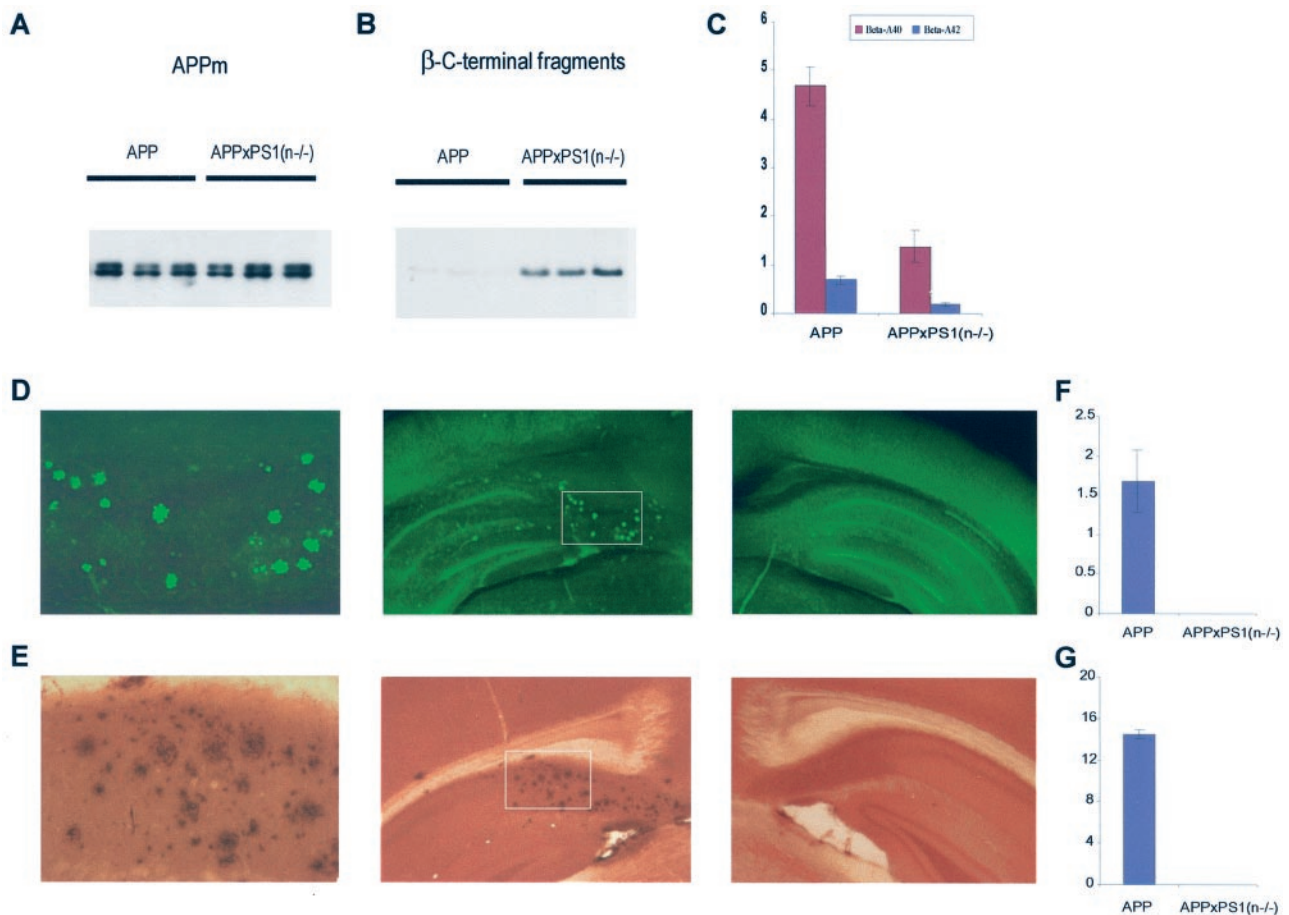 A
APPm
APP
APPxPS1(n-/-)
B
β-C-terminal fragments
APP
APPxPS1(n-/-)
C
6
5
4
3
2
1
0
Beta-A40
Beta-A42
APP
APPxPS1(n-/-)
D
F
2.5
2
1.5
1
0.5
0
APP
APPxPS1(n-/-)
E
G
20
16
12
8
4
0
APP
APPxPS1(n-/-)